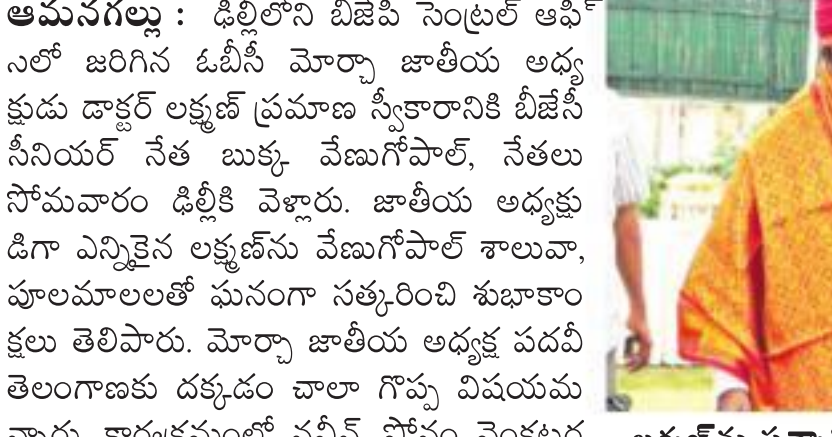 ఆమనగల్లు : ఢిల్లీలోని బీజేపీ సెంట్రల్ ఆఫీ
సలో జరిగిన ఓబీసీ మోర్చా జాతీయ అధ్య
క్షుడు డాక్టర్ లక్ష్మణ్ ప్రమాణ స్వీకారానికి బీజేసీ
సీనియర్ నేత బుక్క వేణుగోపాల్, నేతలు
సోమవారం ఢిల్లీకి వెళ్లారు. జాతీయ అధ్యక్షు
డిగా ఎన్నికైన లక్ష్మణ్‌ను వేణుగోపాల్ శాలువా,
పూలమాలలతో ఘనంగా సత్కరించి శుభాకాం
క్షలు తెలిపారు. మోర్చా జాతీయ అధ్యక్ష పదవీ
తెలంగాణకు దక్కడం చాలా గొప్ప విషయమ